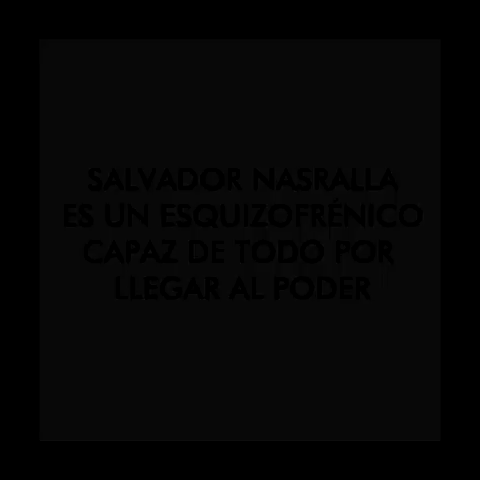 SALVADOR NASRALLA
ES UN ESQUIZOFRÉNICO
CAPAZ DE TODO POR
LLEGAR AL PODER